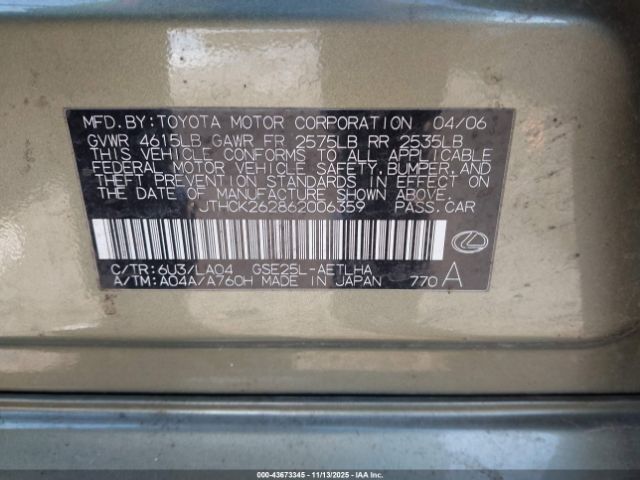 MFD. BY: TOYOTA MOTOR CORPORATION 04/06
GVWR 4615LB GAWR FR 2575LB RR 2535LB
THIS VEHICLE CONFORMS TO ALL APPLICABLE
FEDERAL MOTOR VEHICLE SAFETY, BUMPER, AND
THEFT PREVENTION STANDARDS IN EFFECT ON
THE DATE OF MANUFACTURE SHOWN ABOVE.
JTHCK262862006359 PASS. CAR
C/TR: 6U3/LA04 GSE25L-AETLHA
A/TM: A04A/A760H MADE IN JAPAN 770 A
000-43673345 - 11/13/2025 - IAAI